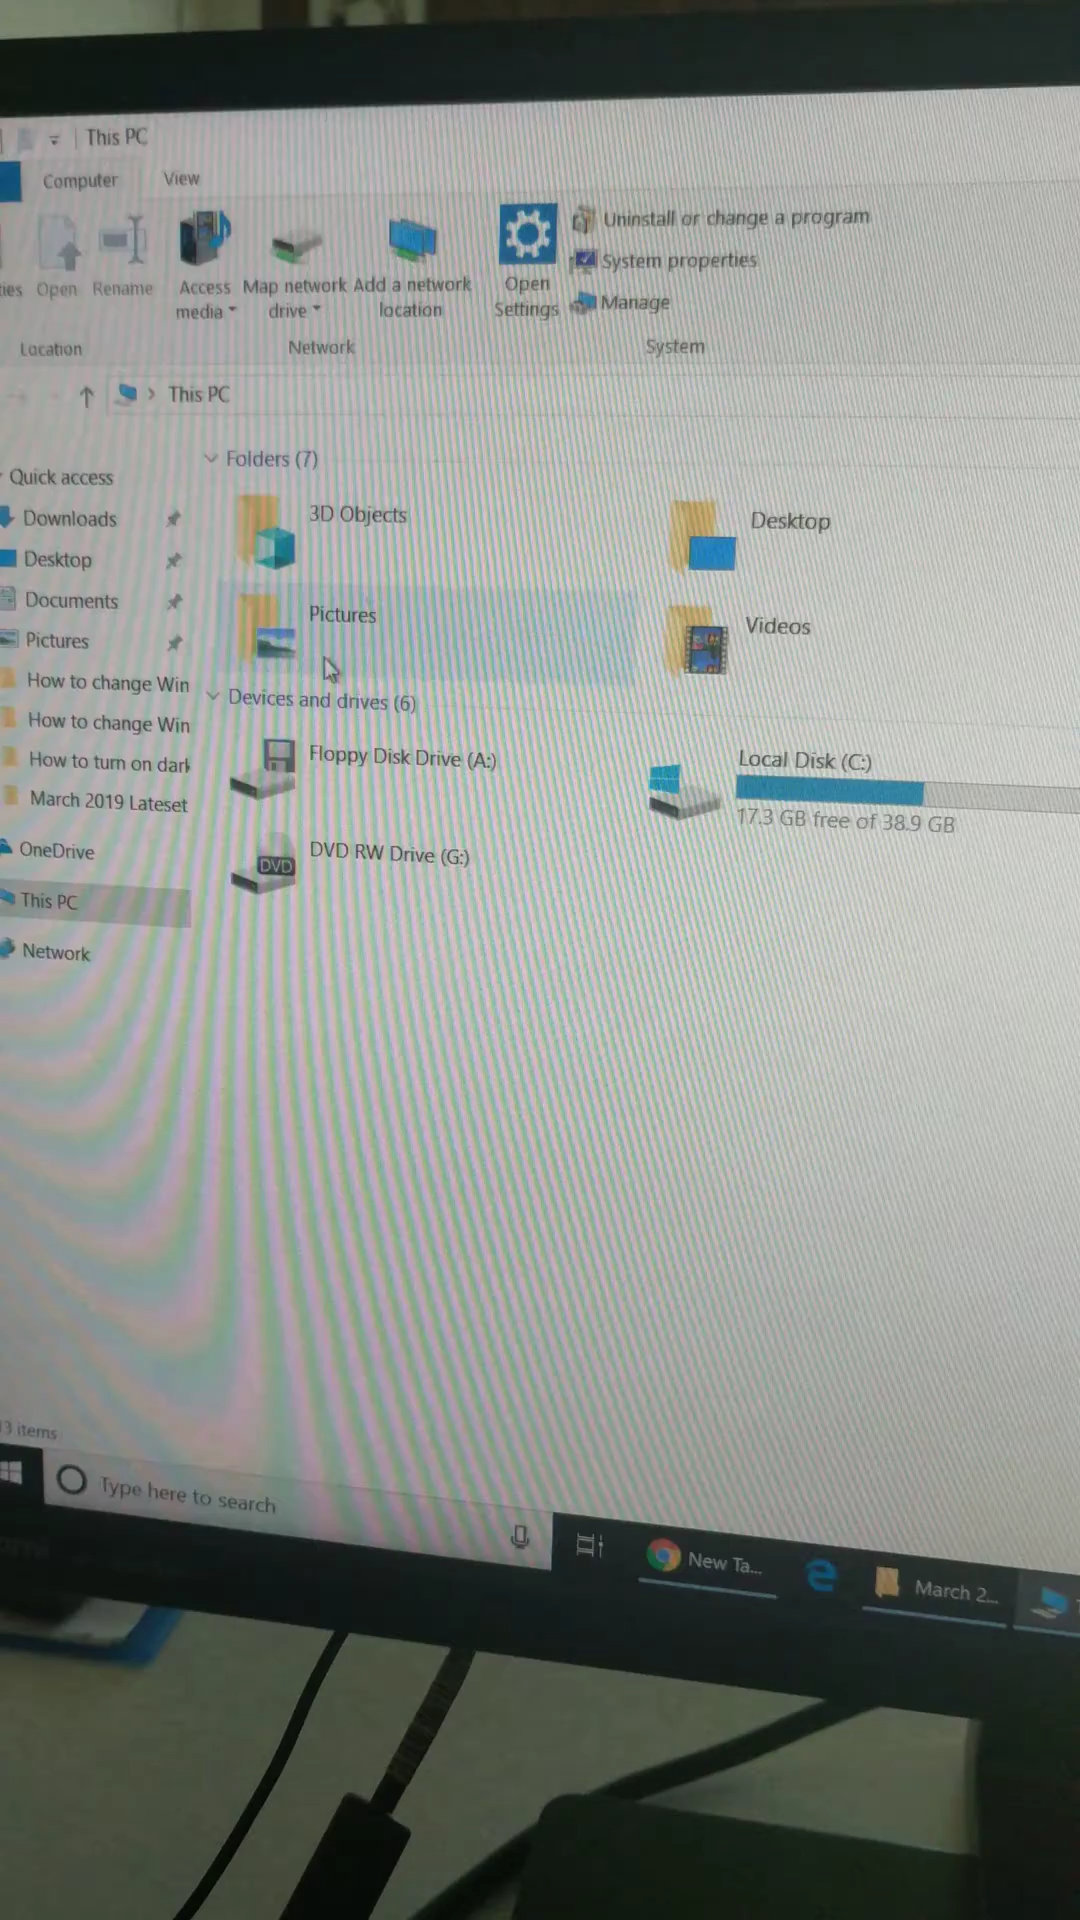 This PC
Computer View
Open Rename Access media Map network drive Add a network location Open Settings
Uninstall or change a program
System properties
Manage
Location Network System
This PC
Quick access
Downloads
Desktop
Documents
Pictures
How to change Win
How to change Win
How to turn on dark
March 2019 Lateset
OneDrive
This PC
Network
Folders (7)
3D Objects
Desktop
Pictures
Videos
Devices and drives (6)
Floppy Disk Drive (A:)
Local Disk (C:)
17.3 GB free of 38.9 GB
DVD
DVD RW Drive (G:)
3 items
Type here to search
New Ta...
March 2...